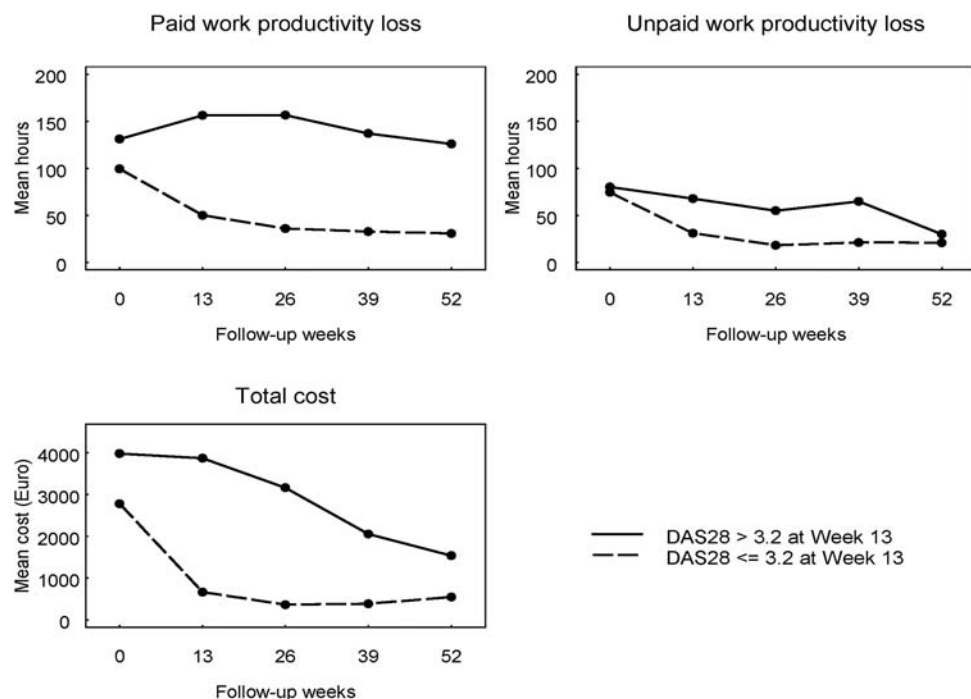 Paid work productivity loss
Mean hours
200
150
100
50
0
0 13 26 39 52
Follow-up weeks
Unpaid work productivity loss
Mean hours
200
150
100
50
0
0 13 26 39 52
Follow-up weeks
Total cost
Mean cost (Euro)
4000
3000
2000
1000
0
0 13 26 39 52
Follow-up weeks
DAS28 > 3.2 at Week 13
DAS28 <= 3.2 at Week 13